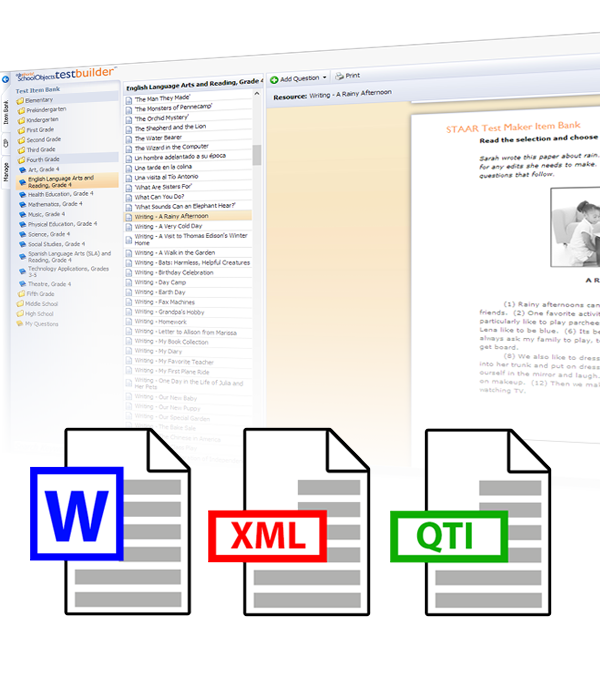 SchoolObjects testbuilder™
Test Item Bank
Elementary
Prekindergarten
Kindergarten
First Grade
Second Grade
Third Grade
Fourth Grade
Art, Grade 4
English Language Arts and
Reading, Grade 4
Health Education, Grade 4
Mathematics, Grade 4
Music, Grade 4
Physical Education, Grade 4
Science, Grade 4
Social Studies, Grade 4
Spanish Language Arts (SLA) and
Reading, Grade 4
Technology Applications, Grades
3-5
Theatre, Grade 4
Fifth Grade
Middle School
High School
My Questions
Item Bank
Manage
English Language Arts and Reading, Grade 4
'The Man They Made'
'The Monsters of Pennecamp'
'The Orchid Mystery'
The Shepherd and the Lion
The Water Bearer
The Wizard in the Computer
Un hombre adelantado a su época
Una tarde en la colina
Una visita al Tío Antonio
'What Are Sisters For?'
What Can You Do?
'What Sounds Can an Elephant Hear?'
Writing - A Rainy Afternoon
Writing - A Very Cold Day
Writing - A Visit to Thomas Edison's Winter
Home
Writing - A Walk in the Garden
Writing - Bats: Harmless, Helpful Creatures
Writing - Birthday Celebration
Writing - Day Camp
Writing - Earth Day
Writing - Fax Machines
Writing - Grandpa's Hobby
Writing - Homework
Writing - Letter to Allison from Marissa
Writing - My Book Collection
Writing - My Diary
Writing - My Favorite Teacher
Writing - My First Plane Ride
Writing - One Day in the Life of Julia and
Her Pets
Writing - Our New Baby
Writing - Our New Puppy
Writing - Our Special Garden
Writing - The Bake Sale
Add Question
Print
Resource: Writing - A Rainy Afternoon
STAAR Test Maker Item Bank
Read the selection and choose
Sarah wrote this paper about rain.
for any edits she needs to make.
questions that follow.
A R
(1) Rainy afternoons can
friends. (2) One favorite activit
particularly like to play parchee
Lena like to be blue. (6) Its be
always ask my family to play, t
get board.
(8) We also like to dress
into her trunk and put on dress
ourself in the mirror and laugh.
on makeup. (12) Then we mal
watching TV.
W
XML
QTI